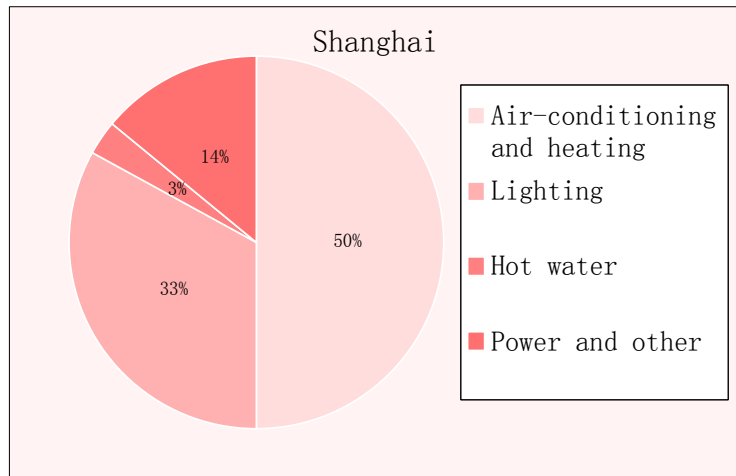 Shanghai
14%
3%
50%
33%
Air-conditioning
and heating
Lighting
Hot water
Power and other